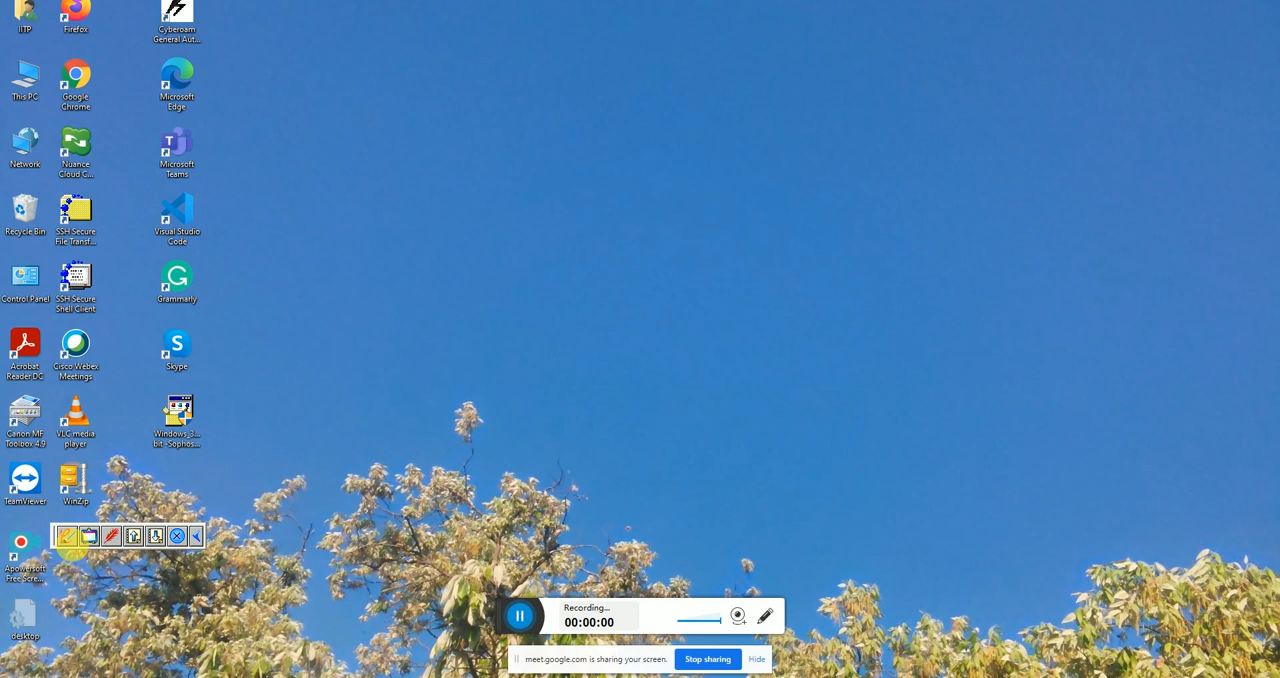 IITP
Firefox
Cyberoam
General Aut...
This PC
Google
Chrome
Microsoft
Edge
Network
Nuance
Cloud C...
Microsoft
Teams
Recycle Bin
SSH Secure
File Transf...
Visual Studio
Code
Control Panel
SSH Secure
Shell Client
Grammarly
Acrobat
Reader DC
Cisco Webex
Meetings
Skype
Canon MF
Toolbox 4.9
VLC media
player
Windows_3...
bit -Sophos...
TeamViewer
WinZip
Apowersoft
Free Scre...
desktop
Recording...
00:00:00
meet.google.com is sharing your screen.
Stop sharing
Hide